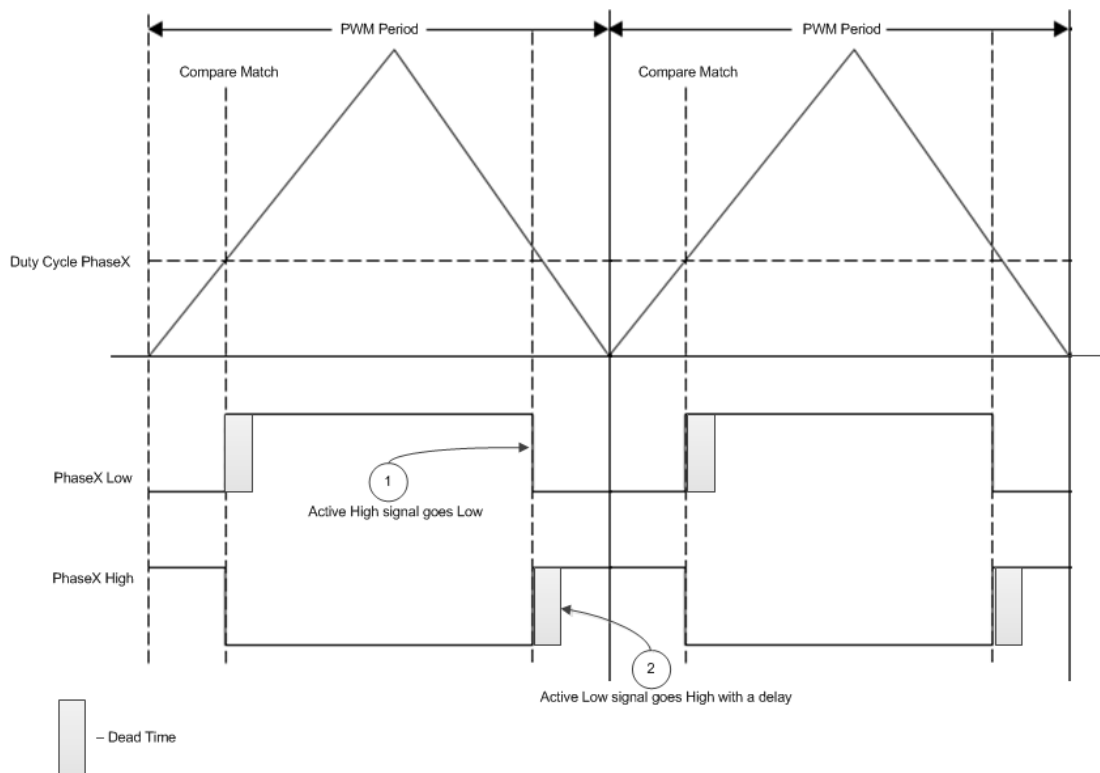 PWM Period
PWM Period
Compare Match
Compare Match
Duty Cycle PhaseX
PhaseX Low
1
Active High signal goes Low
PhaseX High
2
Active Low signal goes High with a delay
– Dead Time